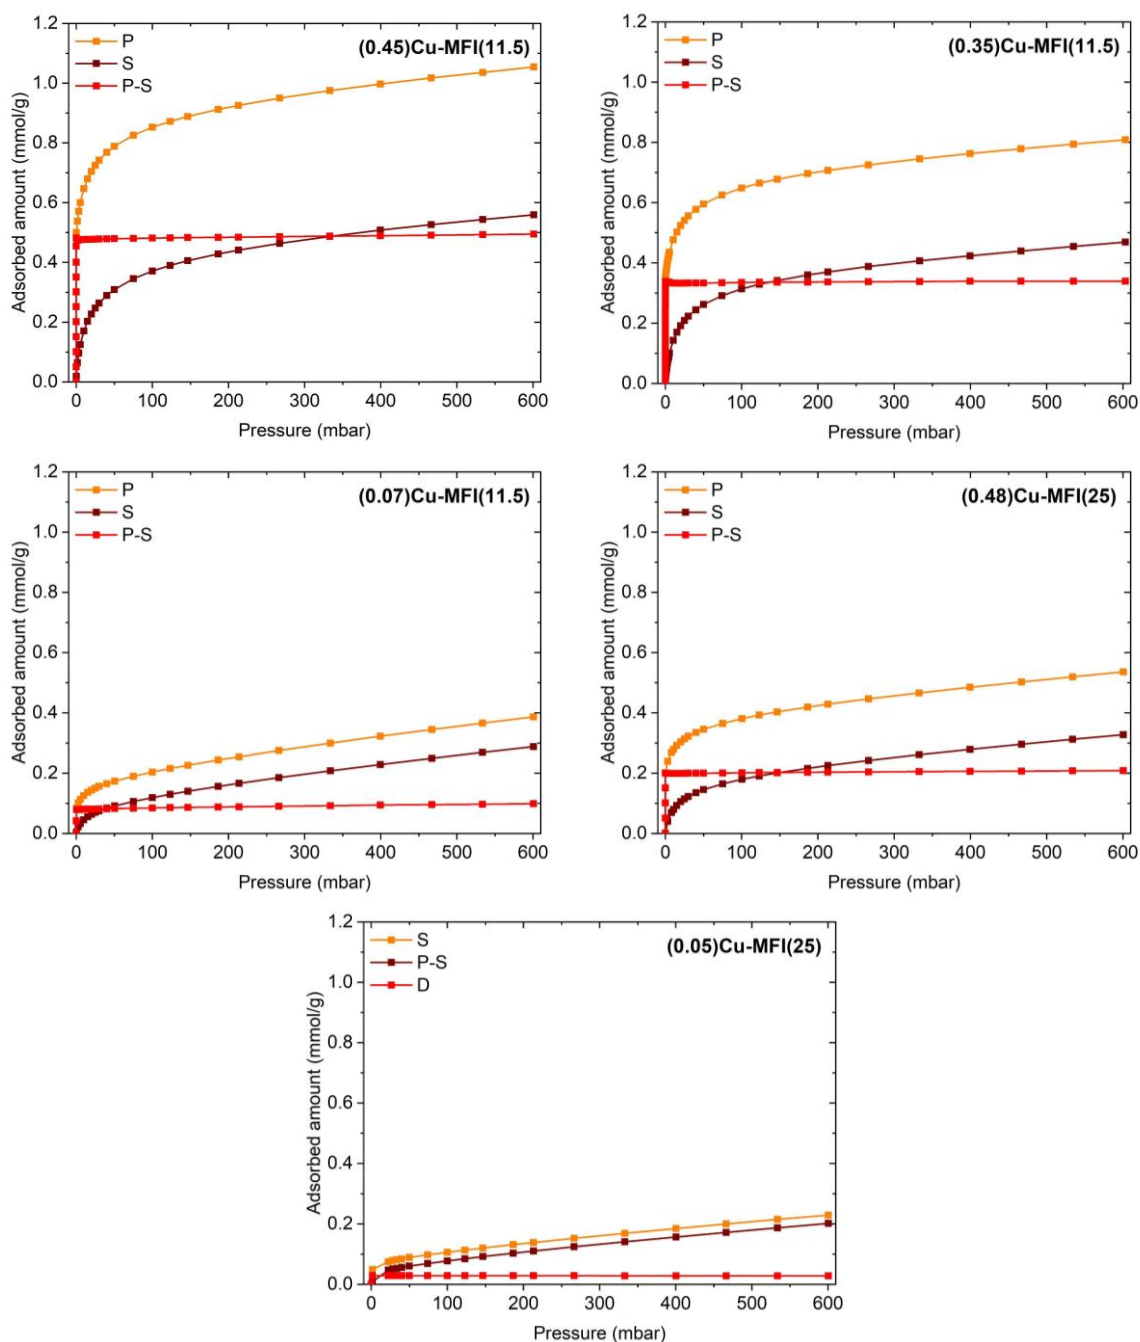 (0.45)Cu-MFI(11.5)
P
S
P-S
Adsorbed amount (mmol/g)
1.2
1.0
0.8
0.6
0.4
0.2
0.0
0 100 200 300 400 500 600
Pressure (mbar)
(0.35)Cu-MFI(11.5)
P
S
P-S
Adsorbed amount (mmol/g)
1.2
1.0
0.8
0.6
0.4
0.2
0.0
0 100 200 300 400 500 600
Pressure (mbar)
(0.07)Cu-MFI(11.5)
P
S
P-S
Adsorbed amount (mmol/g)
1.2
1.0
0.8
0.6
0.4
0.2
0.0
0 100 200 300 400 500 600
Pressure (mbar)
(0.48)Cu-MFI(25)
P
S
P-S
Adsorbed amount (mmol/g)
1.2
1.0
0.8
0.6
0.4
0.2
0.0
0 100 200 300 400 500 600
Pressure (mbar)
(0.05)Cu-MFI(25)
S
P-S
D
Adsorbed amount (mmol/g)
1.2
1.0
0.8
0.6
0.4
0.2
0.0
0 100 200 300 400 500 600
Pressure (mbar)